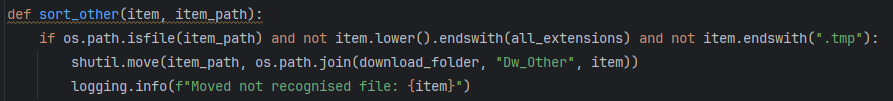 def sort_other(item, item_path):
    if os.path.isfile(item_path) and not item.lower().endswith(all_extensions) and not item.endswith(".tmp"):
        shutil.move(item_path, os.path.join(download_folder, "Dw_Other", item))
        logging.info(f"Moved not recognised file: {item}")